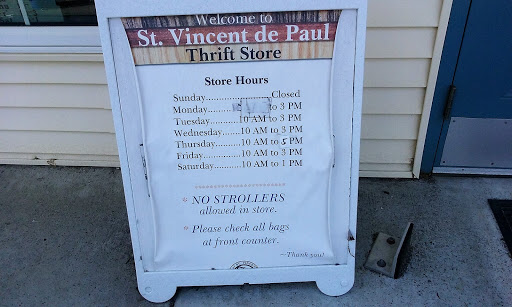 Welcome to
St. Vincent de Paul
Thrift Store
Store Hours
Sunday......................Closed
Monday........... to 3 PM
Tuesday..........10 AM to 3 PM
Wednesday.......10 AM to 3 PM
Thursday.........10 AM to 5 PM
Friday.............10 AM to 3 PM
Saturday..........10 AM to 1 PM
* NO STROLLERS
allowed in store.
* Please check all bags
at front counter.
—Thank you!